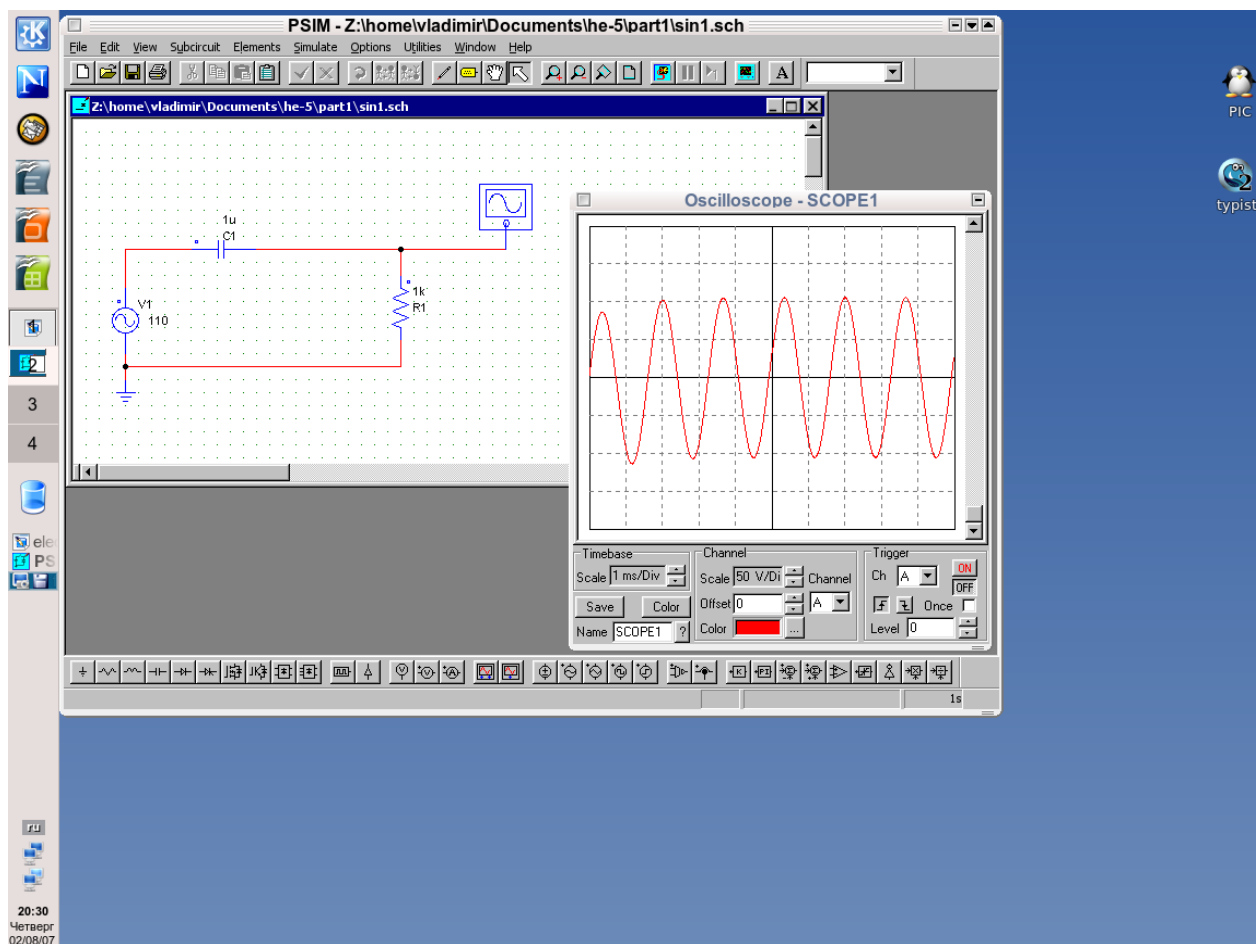 PSIM - Z:\home\vladimir\Documents\he-5\part1\sin1.sch
File Edit View Subcircuit Elements Simulate Options Utilities Window Help
A
Z:\home\vladimir\Documents\he-5\part1\sin1.sch
1u
C1
V1
110
1k
R1
Oscilloscope - SCOPE1
Timebase
Scale 1 ms/Div
Save Color
Name SCOPE1 ?
Channel
Scale 50 V/Di Channel
Offset 0 A
Color ...
Trigger
Ch A ON
OFF
Once
Level 0
1s
PIC
typist
N
1
2
3
4
ele
PS
ru
20:30
Четверг
02/08/07